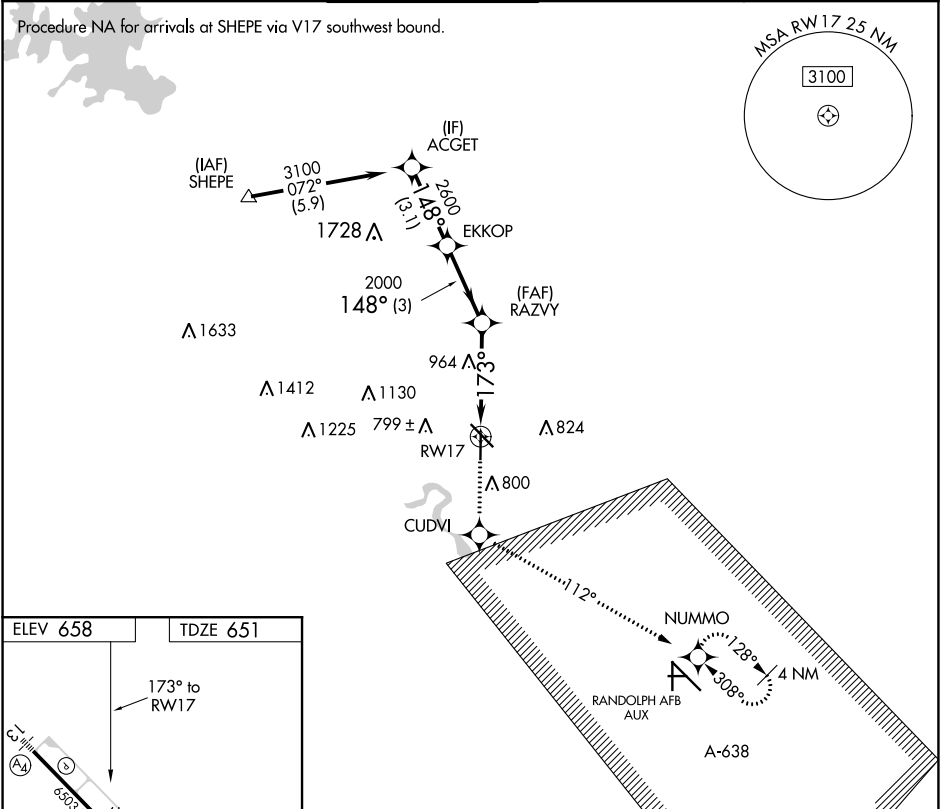 Procedure NA for arrivals at SHEPE via V17 southwest bound.
MSA RW17 25 NM
3100
(IF)
ACGET
(IAF)
SHEPE
3100
072°
(5.9)
2600
148°
(3.1)
1728
EKKOP
2000
148° (3)
(FAF)
RAZVY
1633
964
173°
1412
1130
1225
799 ±
824
RW17
800
CUDVI
112°
NUMMO
128°
4 NM
308°
RANDOLPH AFB
AUX
A-638
ELEV 658
TDZE 651
173° to
RW17
13
A4
P
6503